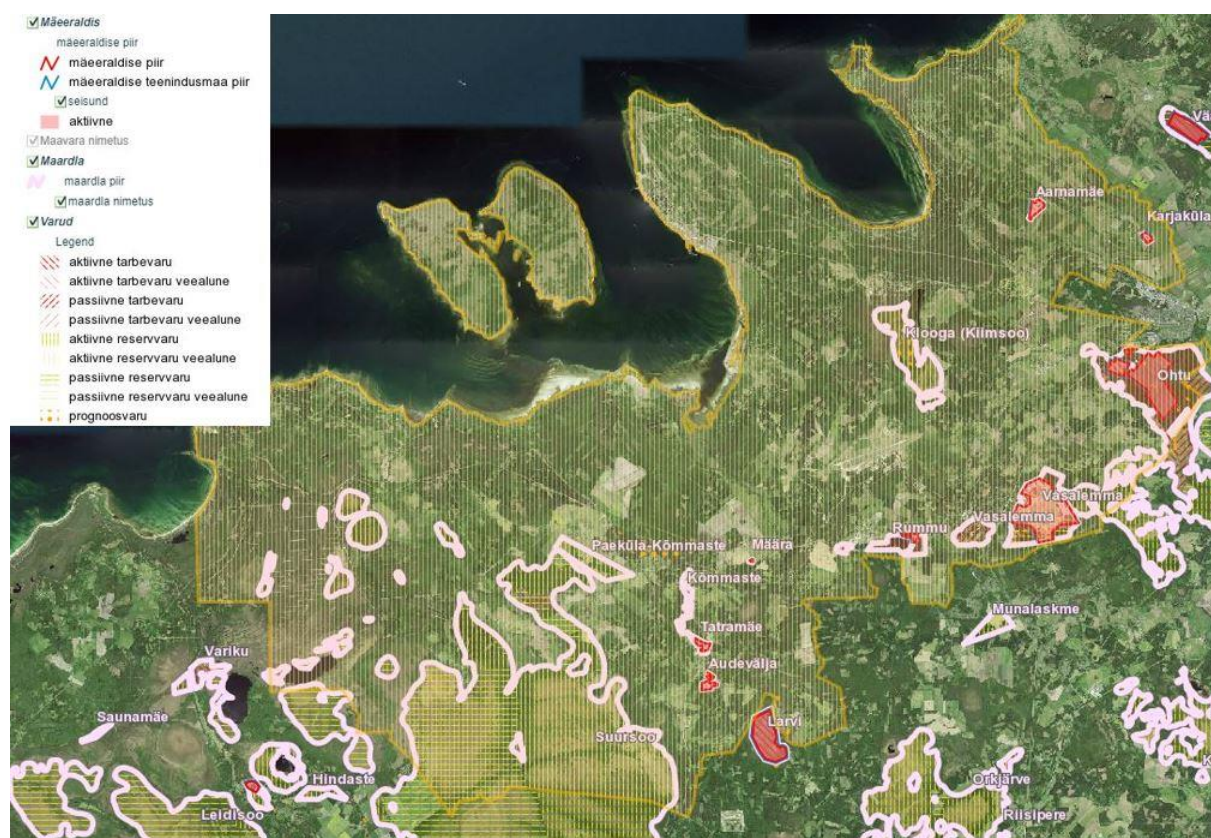 Mäeeraldis
mäeeraldise piir
mäeeraldise piir
mäeeraldise teenindusmaa piir
seisund
aktiivne
Maavara nimetus
Maardla
maardla piir
maardla nimetus
Varud
Legend
aktiivne tarbevaru
aktiivne tarbevaru veealune
passiivne tarbevaru
passiivne tarbevaru veealune
aktiivne reservvaru
aktiivne reservvaru veealune
passiivne reservvaru
passiivne reservvaru veealune
prognoosvaru
Aarnamäe
Karjaküla
Klooga (Kiimsoo)
Ohtu
Vasalemma
Vasalemma
Rummu
Paeküla-Kõmmaste
Määra
Kõmmaste
Munalaskme
Tatramäe
Variku
Audevälja
Saunamäe
Larvi
Suursoo
Hindaste
Orkjärve
Leidisoo
Riisipere